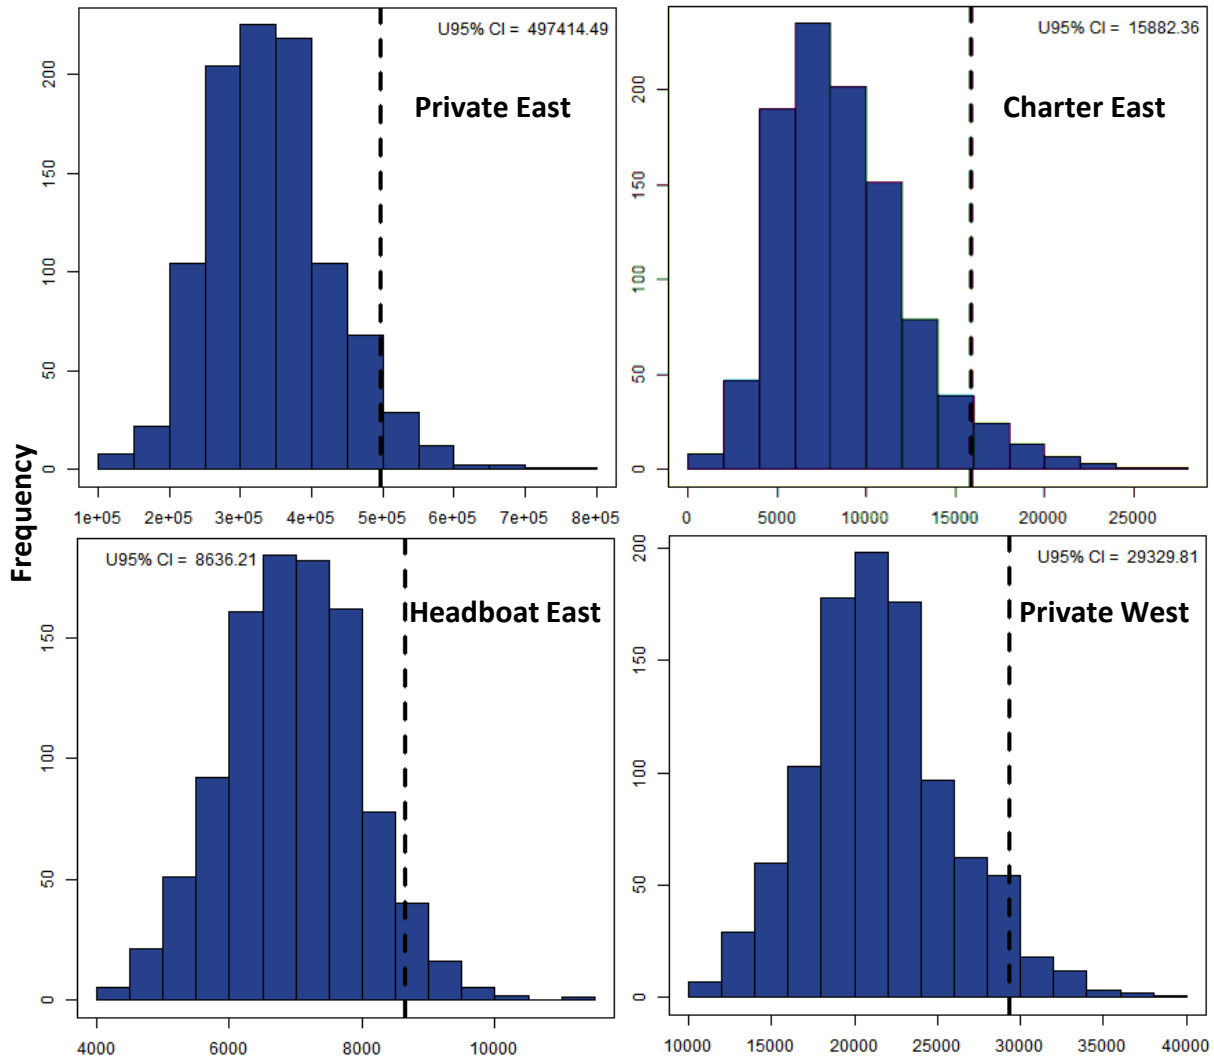 U95% CI = 497414.49
Private East
200
150
100
50
0
1e+05 2e+05 3e+05 4e+05 5e+05 6e+05 7e+05 8e+05
U95% CI = 15882.36
Charter East
200
150
100
50
0
0 5000 10000 15000 20000 25000
Frequency
U95% CI = 8636.21
Headboat East
150
100
50
0
4000 6000 8000 10000
U95% CI = 29329.81
Private West
200
150
100
50
0
10000 15000 20000 25000 30000 35000 40000